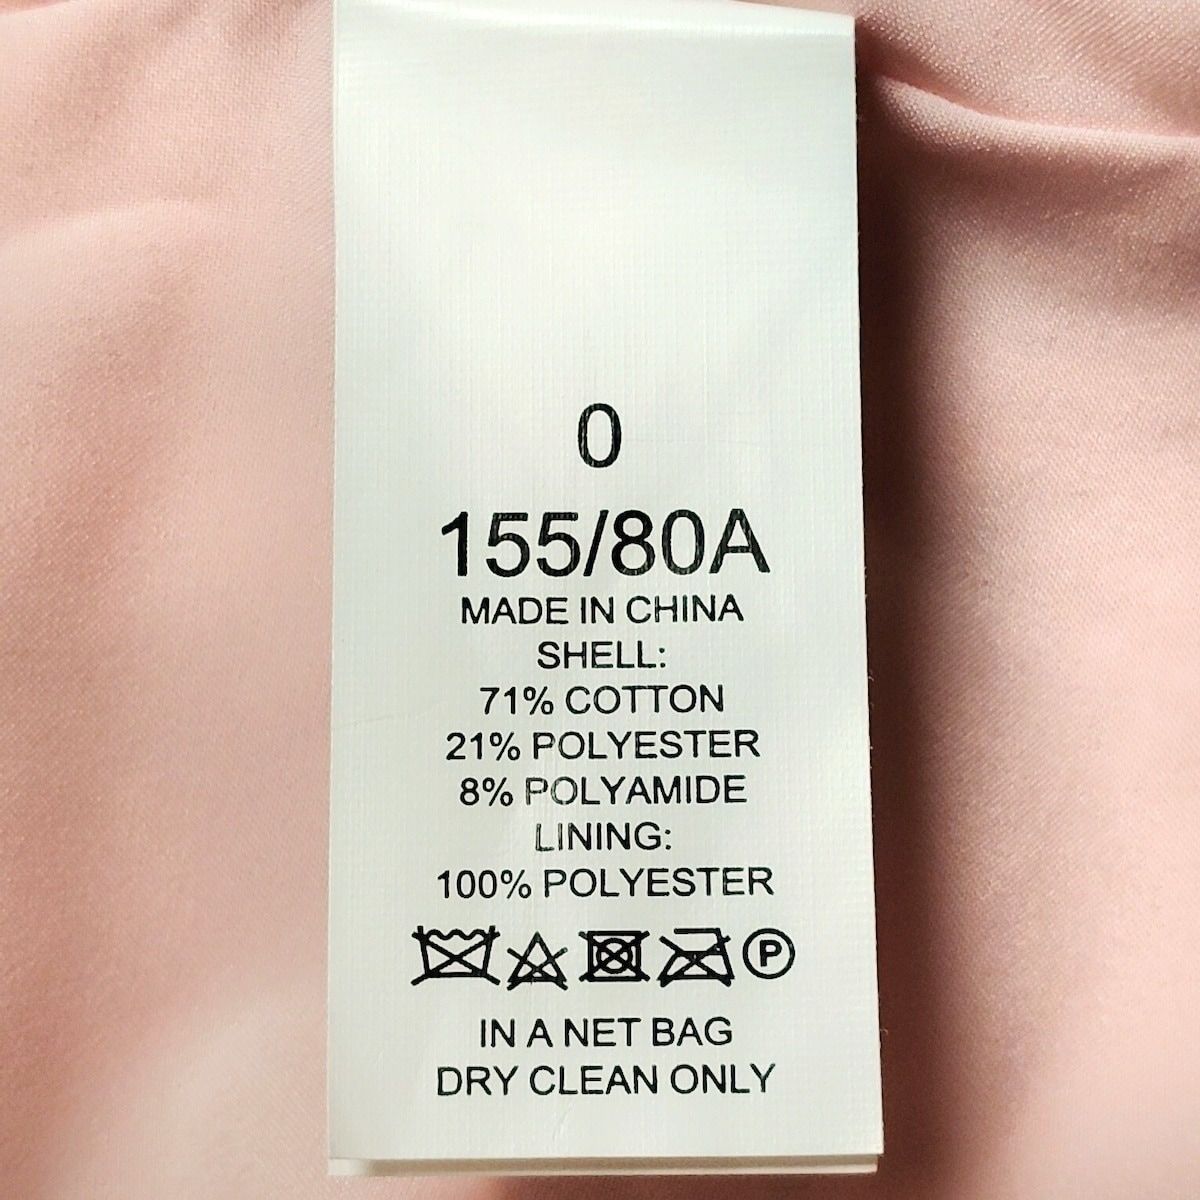 0
155/80A
MADE IN CHINA
SHELL:
71% COTTON
21% POLYESTER
8% POLYAMIDE
LINING:
100% POLYESTER
P
IN A NET BAG
DRY CLEAN ONLY